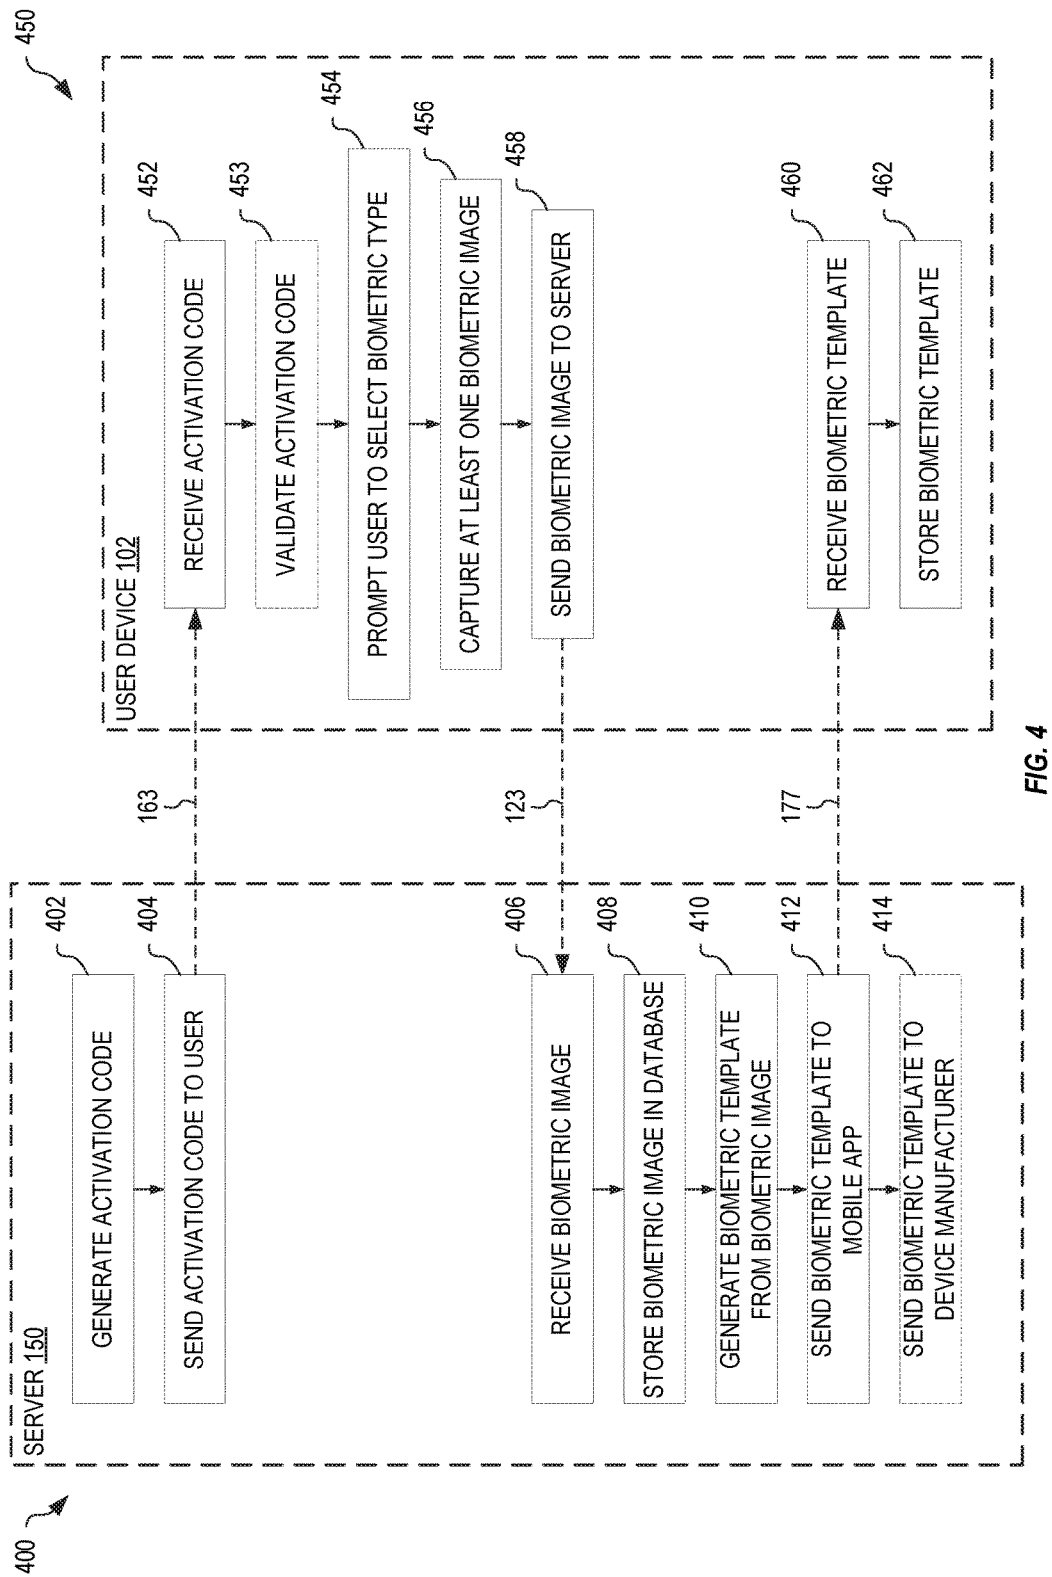 400
450
SERVER 150
402
GENERATE ACTIVATION CODE
404
SEND ACTIVATION CODE TO USER
163
USER DEVICE 102
452
RECEIVE ACTIVATION CODE
453
VALIDATE ACTIVATION CODE
454
PROMPT USER TO SELECT BIOMETRIC TYPE
456
CAPTURE AT LEAST ONE BIOMETRIC IMAGE
458
SEND BIOMETRIC IMAGE TO SERVER
123
406
RECEIVE BIOMETRIC IMAGE
408
STORE BIOMETRIC IMAGE IN DATABASE
410
GENERATE BIOMETRIC TEMPLATE
FROM BIOMETRIC IMAGE
412
SEND BIOMETRIC TEMPLATE TO
MOBILE APP
414
SEND BIOMETRIC TEMPLATE TO
DEVICE MANUFACTURER
177
460
RECEIVE BIOMETRIC TEMPLATE
462
STORE BIOMETRIC TEMPLATE
FIG. 4